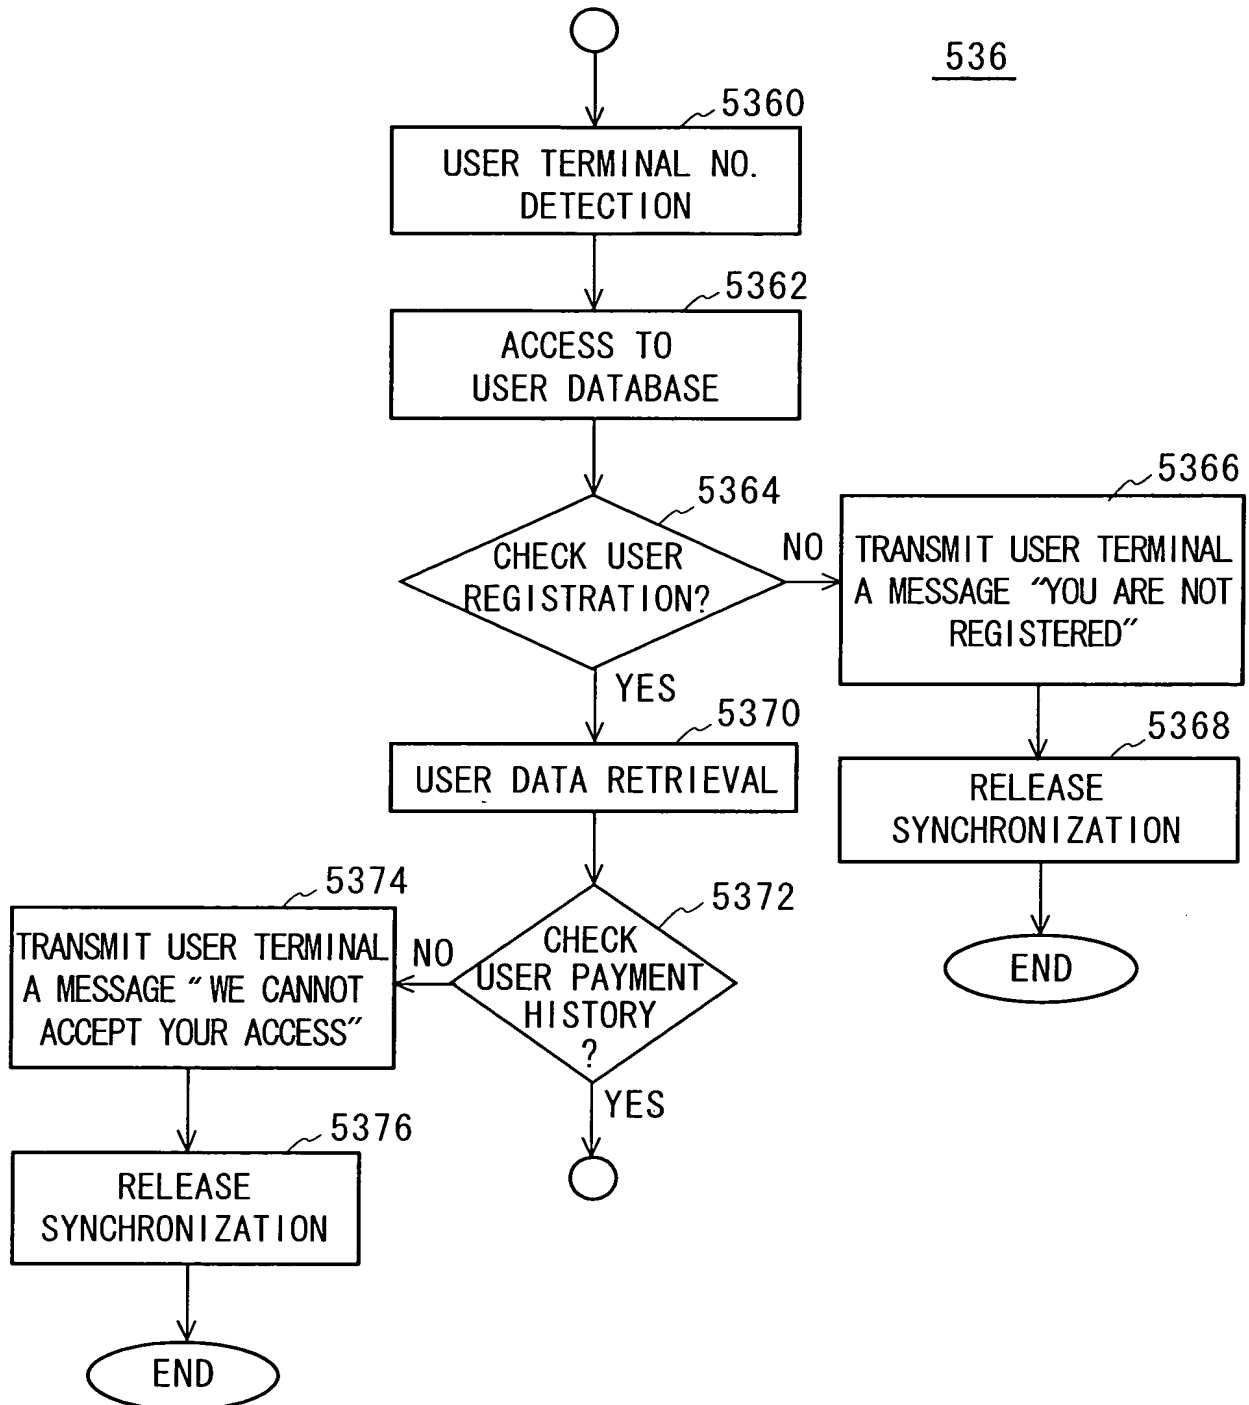 536
5360
USER TERMINAL NO.
DETECTION
5362
ACCESS TO
USER DATABASE
5364
CHECK USER
REGISTRATION?
NO
5366
TRANSMIT USER TERMINAL
A MESSAGE "YOU ARE NOT
REGISTERED"
YES
5368
RELEASE
SYNCHRONIZATION
END
5370
USER DATA RETRIEVAL
5372
CHECK
USER PAYMENT
HISTORY
?
NO
5374
TRANSMIT USER TERMINAL
A MESSAGE "WE CANNOT
ACCEPT YOUR ACCESS"
YES
5376
RELEASE
SYNCHRONIZATION
END